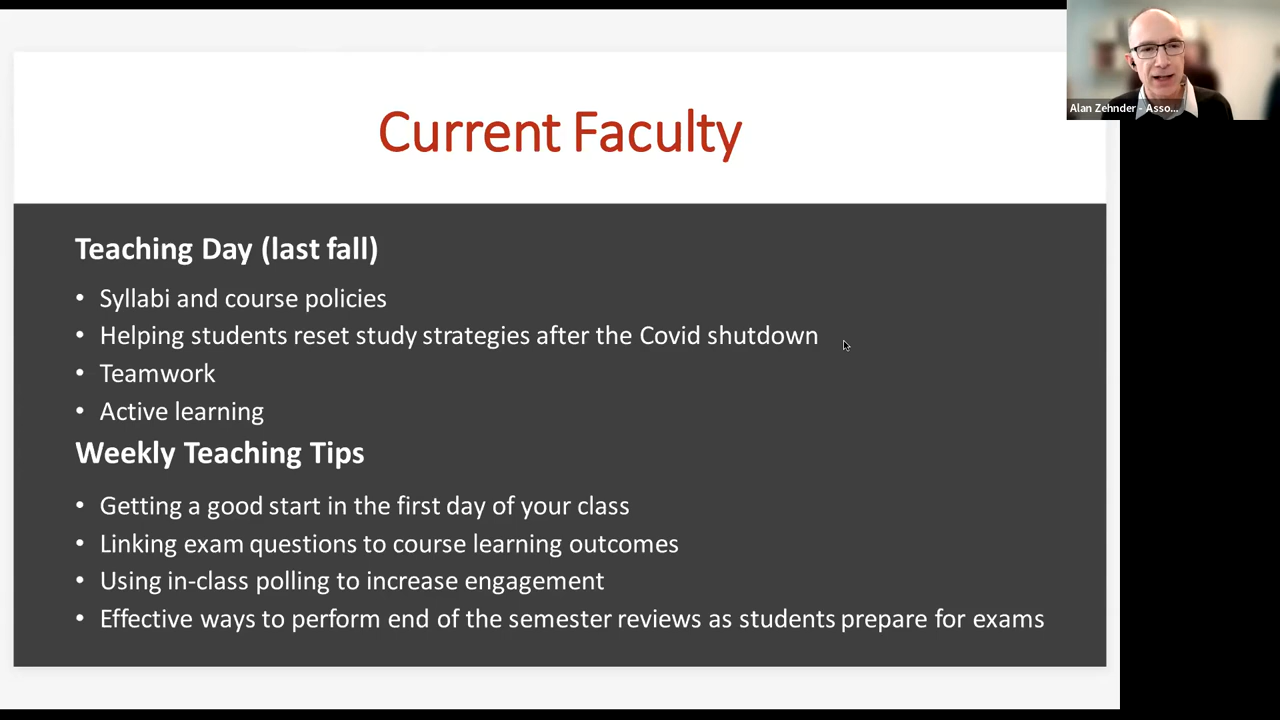 Current Faculty
Alan Zehnder - Asso...
Teaching Day (last fall)
• Syllabi and course policies
• Helping students reset study strategies after the Covid shutdown
• Teamwork
• Active learning
Weekly Teaching Tips
• Getting a good start in the first day of your class
• Linking exam questions to course learning outcomes
• Using in-class polling to increase engagement
• Effective ways to perform end of the semester reviews as students prepare for exams